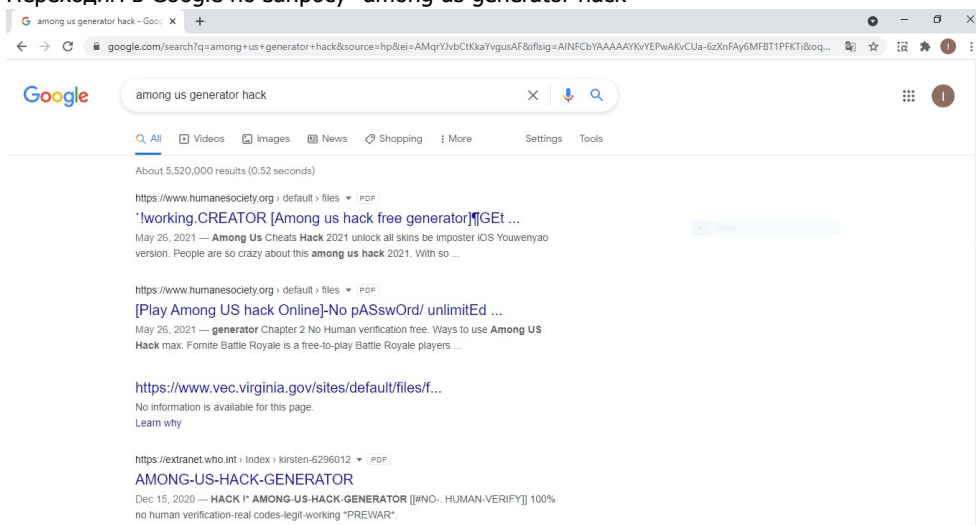 Переходим в Google по запросу "among us generator hack"
among us generator hack - Goog
google.com/search?q=among+us+generator+hack&source=hp&ei=AMqrYJvbCtKkaYvgusAF&iflsig=AINFCbYAAAAAYKvYEPwAKvCUa-6zXnFAy6MFBT1PFKTi&oq...
Google
among us generator hack
All Videos Images News Shopping More Settings Tools
About 5,520,000 results (0.52 seconds)
https://www.humanesociety.org › default › files PDF
`!working.CREATOR [Among us hack free generator]¶GEt ...
May 26, 2021 — Among Us Cheats Hack 2021 unlock all skins be imposter iOS Youwenyao
version. People are so crazy about this among us hack 2021. With so ...
https://www.humanesociety.org › default › files PDF
[Play Among US hack Online]-No pASswOrd/ unlimitEd ...
May 26, 2021 — generator Chapter 2 No Human verification free. Ways to use Among US
Hack max. Fornite Battle Royale is a free-to-play Battle Royale players ...
https://www.vec.virginia.gov/sites/default/files/f...
No information is available for this page.
Learn why
https://extranet.who.int › Index › kirsten-6296012 PDF
AMONG-US-HACK-GENERATOR
Dec 15, 2020 — HACK !* AMONG-US-HACK-GENERATOR [[#NO-. HUMAN-VERIFY]] 100%
no human verification-real codes-legit-working *PREWAR*.